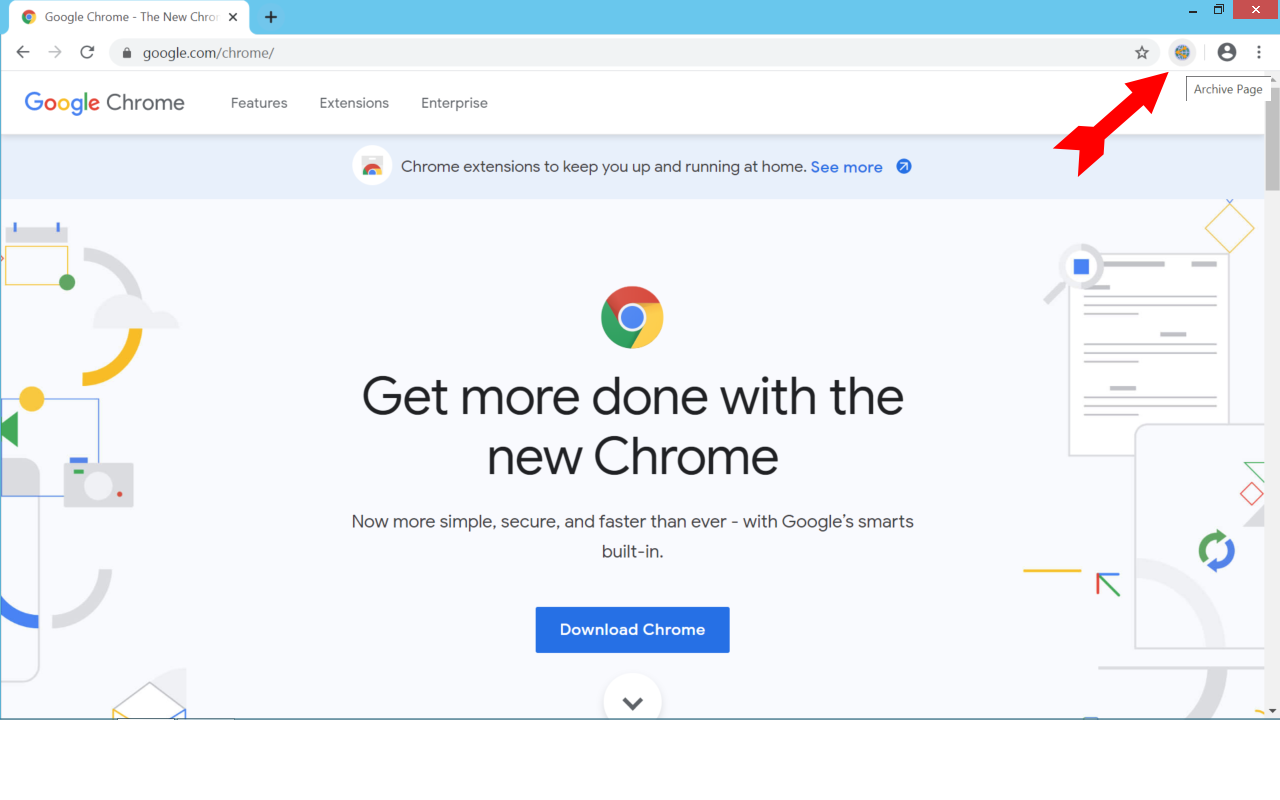 Google Chrome - The New Chro
google.com/chrome/
Archive Page
Google Chrome Features Extensions Enterprise
Chrome extensions to keep you up and running at home. See more
Get more done with the
new Chrome
Now more simple, secure, and faster than ever - with Google’s smarts
built-in.
Download Chrome